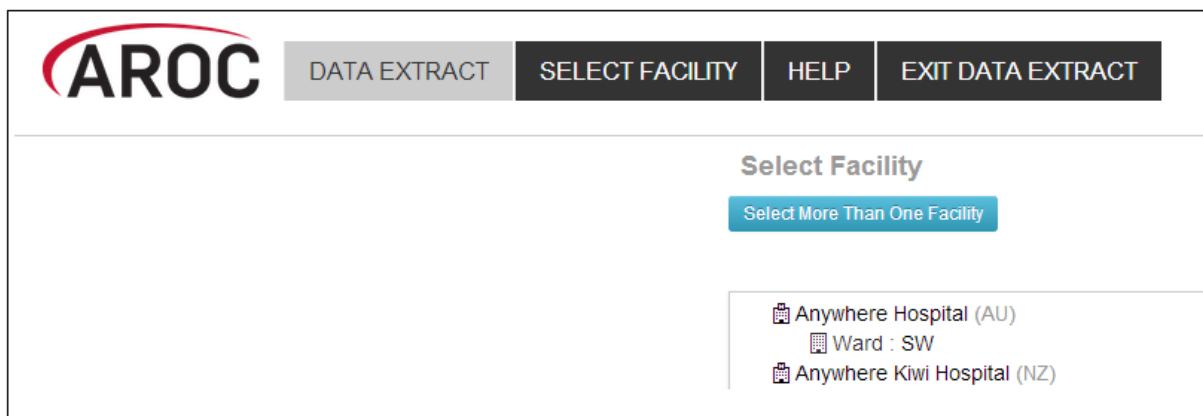 AROC DATA EXTRACT SELECT FACILITY HELP EXIT DATA EXTRACT
Select Facility
Select More Than One Facility
Anywhere Hospital (AU)
Ward : SW
Anywhere Kiwi Hospital (NZ)